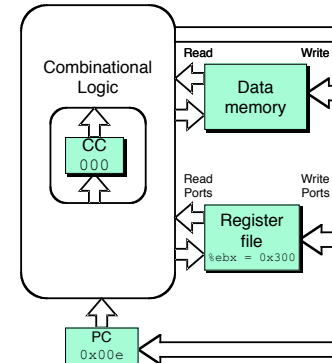 Combinational
Logic
CC
000
Read
Write
Data
memory
Read
Ports
Write
Ports
Register
file
%ebx = 0x300
PC
0x00e